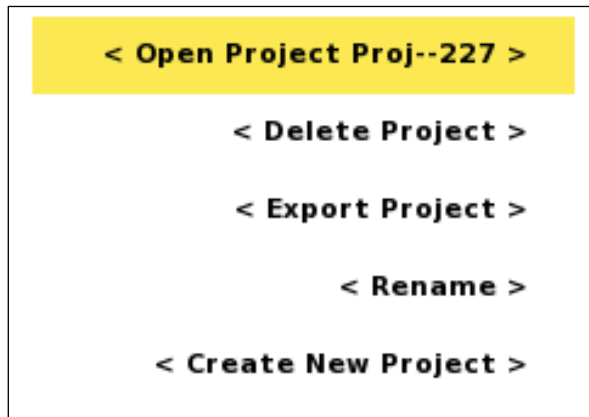 < Open Project Proj--227 >
< Delete Project >
< Export Project >
< Rename >
< Create New Project >